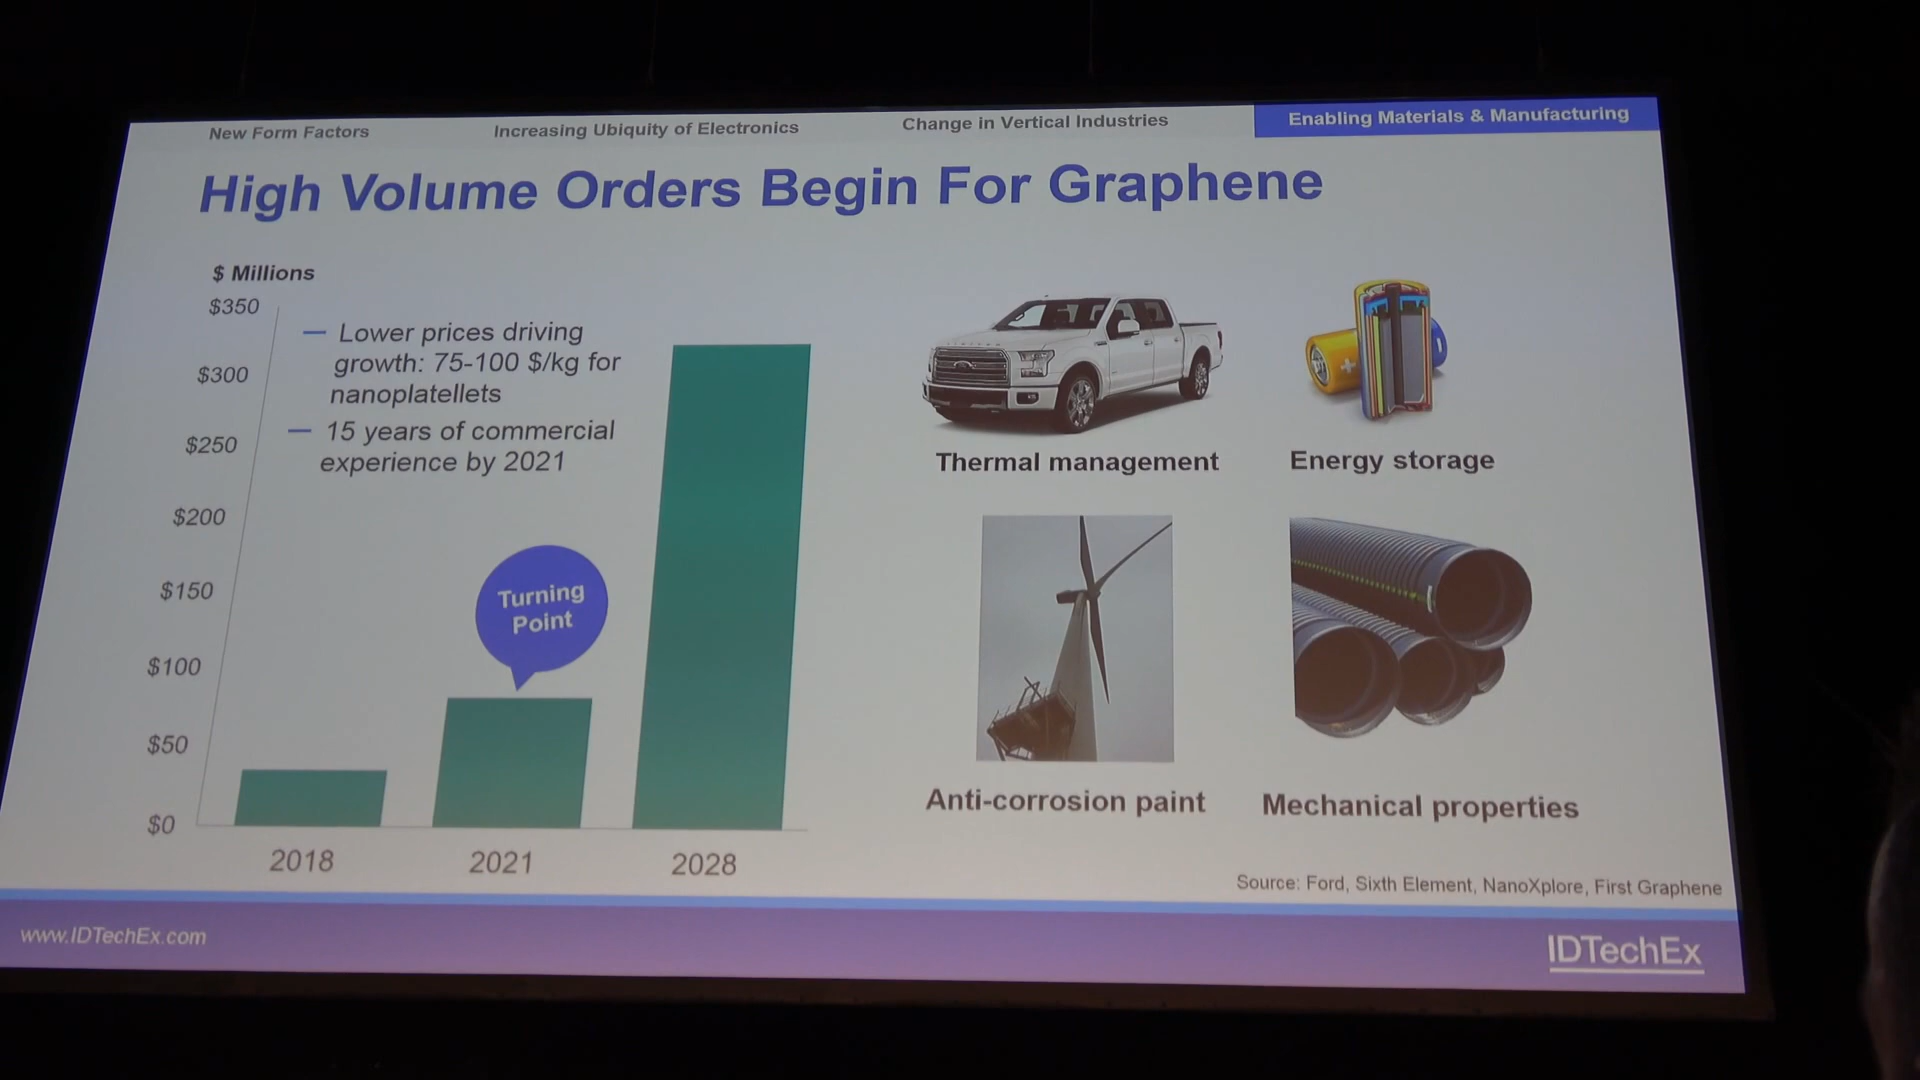 New Form Factors
Increasing Ubiquity of Electronics
Change in Vertical Industries
Enabling Materials & Manufacturing
High Volume Orders Begin For Graphene
$ Millions
$350
$300
$250
$200
$150
$100
$50
$0
— Lower prices driving
growth: 75-100 $/kg for
nanoplatellets
— 15 years of commercial
experience by 2021
Turning
Point
2018
2021
2028
Thermal management
Energy storage
Anti-corrosion paint
Mechanical properties
Source: Ford, Sixth Element, NanoXplore, First Graphene
www.IDTechEx.com
IDTechEx